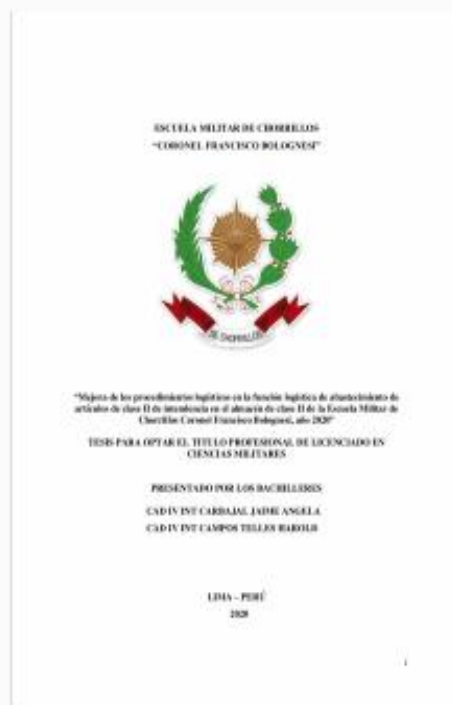 ESCUELA MILITAR DE CHORRILLOS
“CORONEL FRANCISCO BOLOGNESI”
DE CHORRILLOS
“Mejora de los procedimientos logísticos en la función logística de abastecimiento de
artículos de clase II de intendencia en el almacén de clase II de la Escuela Militar de
Chorrillos Coronel Francisco Bolognesi, año 2020”
TESIS PARA OPTAR EL TITULO PROFESIONAL DE LICENCIADO EN
CIENCIAS MILITARES
PRESENTADO POR LOS BACHILLERES
CAD IV INT CARBAJAL JAIME ANGELA
CAD IV INT CAMPOS TELLES HAROLD
LIMA – PERÚ
2020
i